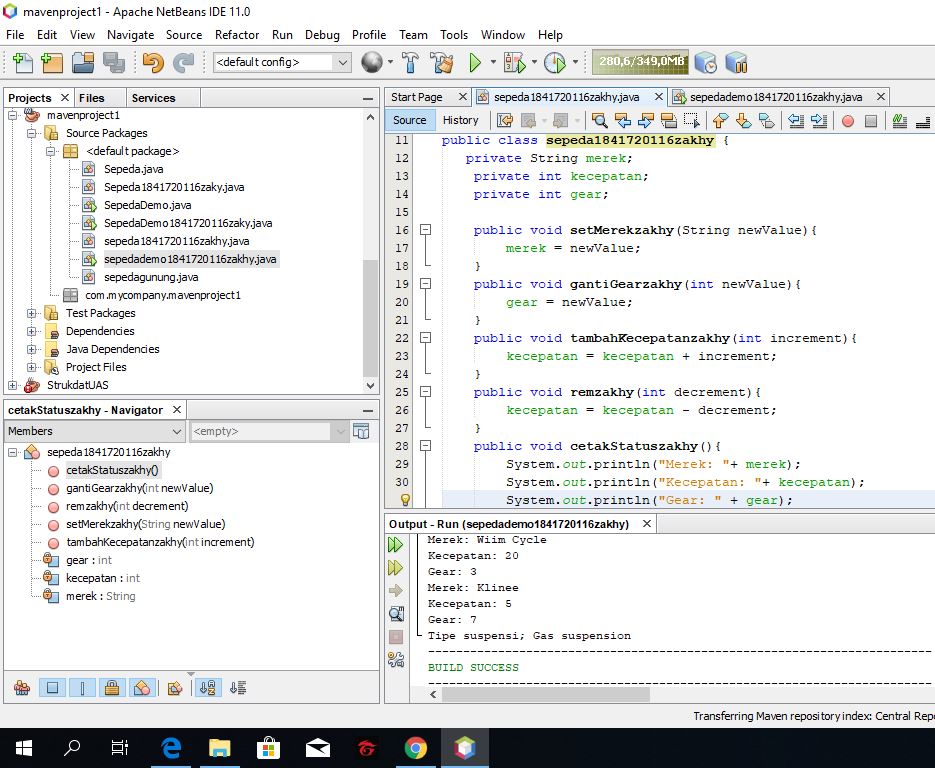 mavenproject1 - Apache NetBeans IDE 11.0
File Edit View Navigate Source Refactor Run Debug Profile Team Tools Window Help
<default config>
280,6/349,0MB
Projects Files Services
mavenproject1
Source Packages
<default package>
Sepeda.java
Sepeda1841720116zaky.java
SepedaDemo.java
SepedaDemo1841720116zaky.java
sepeda1841720116zakhy.java
sepedademo1841720116zakhy.java
sepedagunung.java
com.mycompany.mavenproject1
Test Packages
Dependencies
Java Dependencies
Project Files
StrukdatUAS
cetakStatuszakhy - Navigator
Members <empty>
sepeda1841720116zakhy
cetakStatuszakhy()
gantiGearzakhy(int newValue)
remzakhy(int decrement)
setMerekzakhy(String newValue)
tambahKecepatanzakhy(int increment)
gear : int
kecepatan : int
merek : String
Start Page sepeda1841720116zakhy.java sepedademo1841720116zakhy.java
Source History
11 public class sepeda1841720116zakhy {
12 private String merek;
13 private int kecepatan;
14 private int gear;
15
16 public void setMerekzakhy(String newValue){
17 merek = newValue;
18 }
19 public void gantiGearzakhy(int newValue){
20 gear = newValue;
21 }
22 public void tambahKecepatanzakhy(int increment){
23 kecepatan = kecepatan + increment;
24 }
25 public void remzakhy(int decrement){
26 kecepatan = kecepatan - decrement;
27 }
28 public void cetakStatuszakhy(){
29 System.out.println("Merek: "+ merek);
30 System.out.println("Kecepatan: "+ kecepatan);
System.out.println("Gear: " + gear);
Output - Run (sepedademo1841720116zakhy)
Merek: Wiim Cycle
Kecepatan: 20
Gear: 3
Merek: Klinee
Kecepatan: 5
Gear: 7
Tipe suspensi; Gas suspension
------------------------------------------------------------------------
BUILD SUCCESS
------------------------------------------------------------------------
Transferring Maven repository index: Central Repo